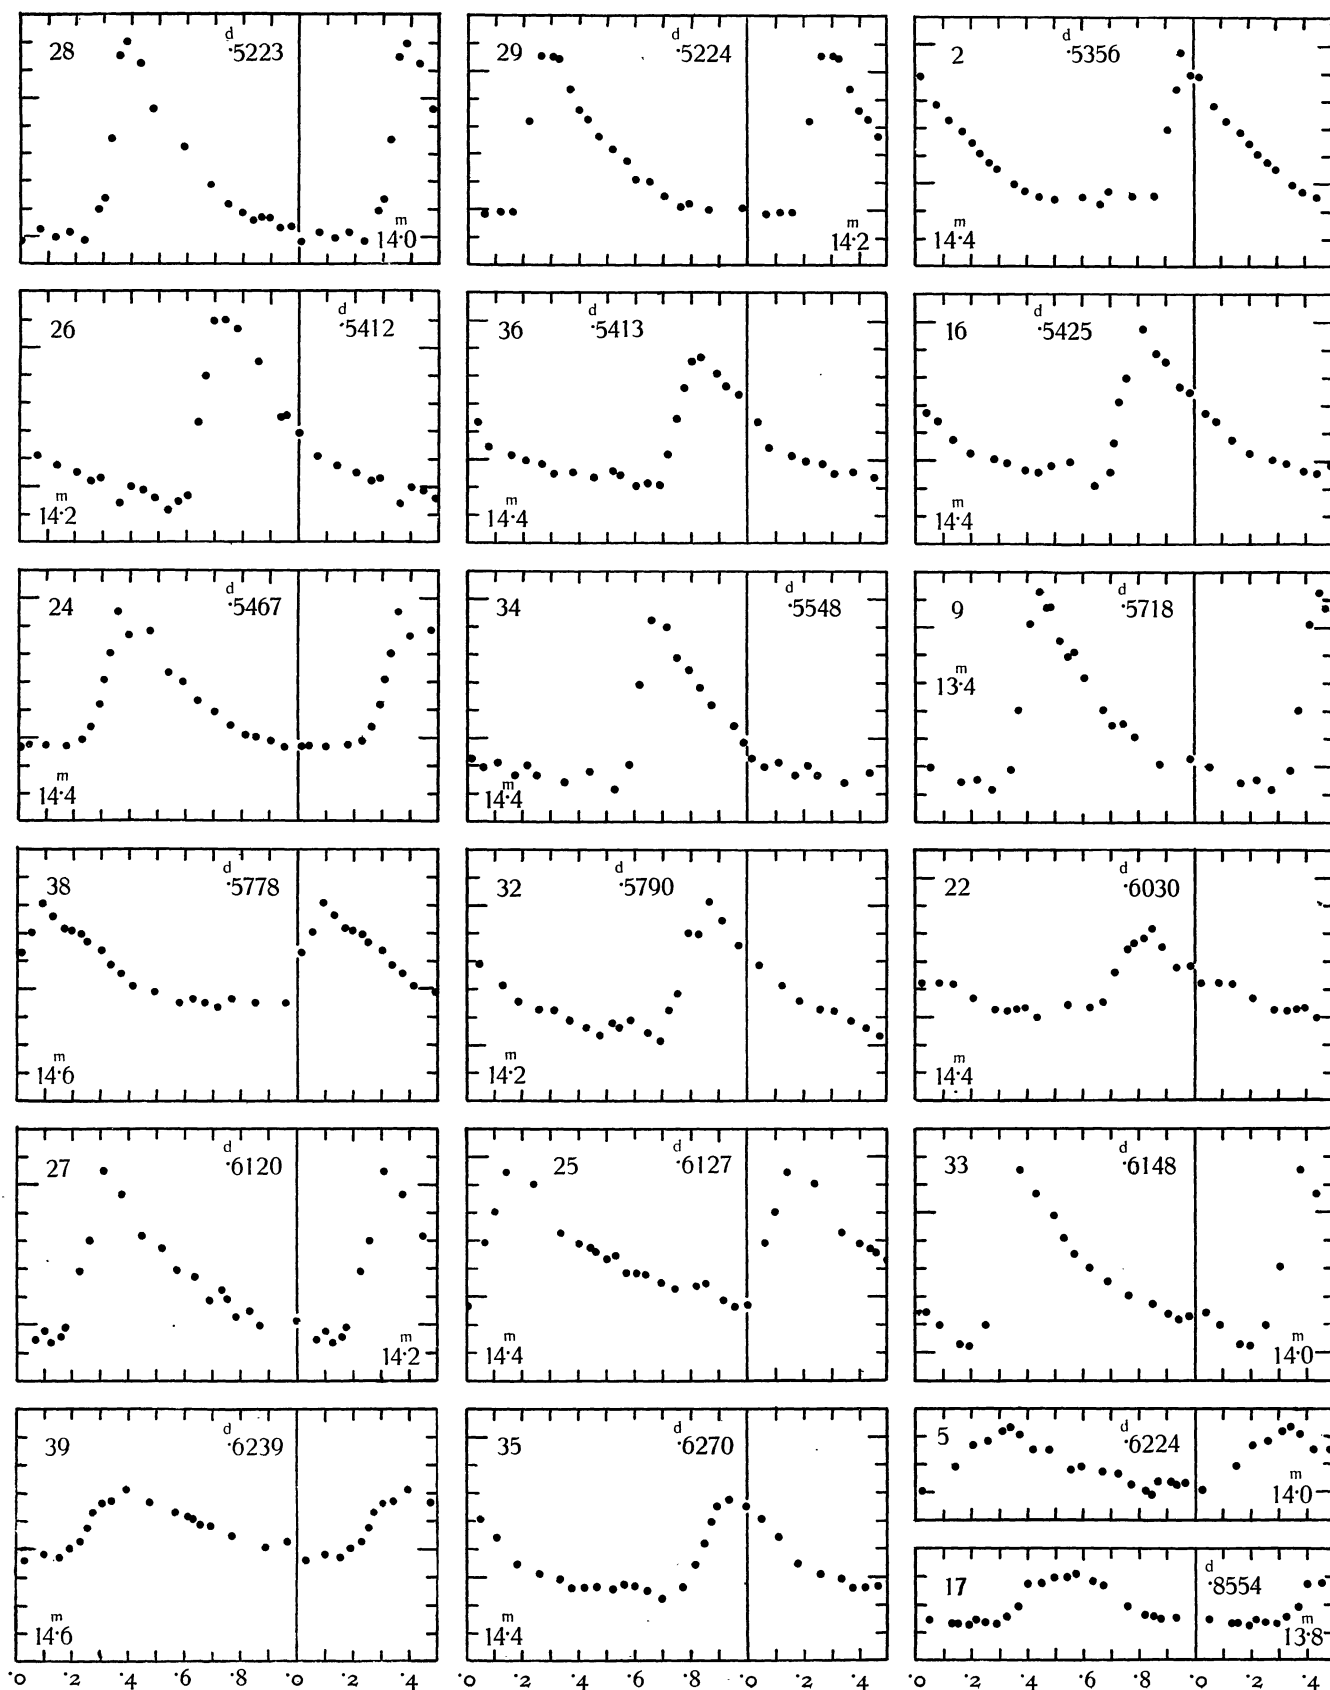 28 d ·5223
m 14·0
29 d ·5224
m 14·2
2 d ·5356
m 14·4
26 d ·5412
m 14·2
36 d ·5413
m 14·4
16 d ·5425
m 14·4
24 d ·5467
m 14·4
34 d ·5548
m 14·4
9 d ·5718
m 13·4
38 d ·5778
m 14·6
32 d ·5790
m 14·2
22 d ·6030
m 14·4
27 d ·6120
m 14·2
25 d ·6127
m 14·4
33 d ·6148
m 14·0
39 d ·6239
m 14·6
35 d ·6270
m 14·4
5 d ·6224
m 14·0
17 d ·8554
m 13·8
·0 ·2 ·4 ·6 ·8 ·0 ·2 ·4 ·0 ·2 ·4 ·6 ·8 ·0 ·2 ·4 ·0 ·2 ·4 ·6 ·8 ·0 ·2 ·4